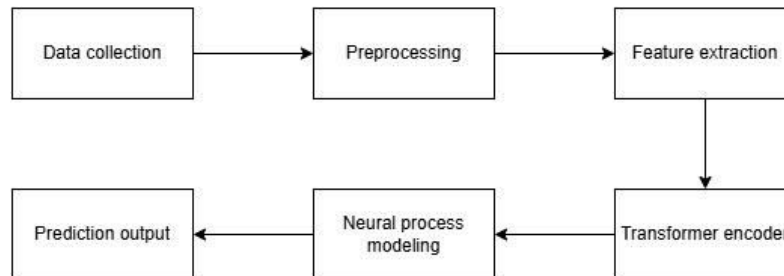 Data collection
Preprocessing
Feature extraction
Transformer encoder
Neural process
modeling
Prediction output